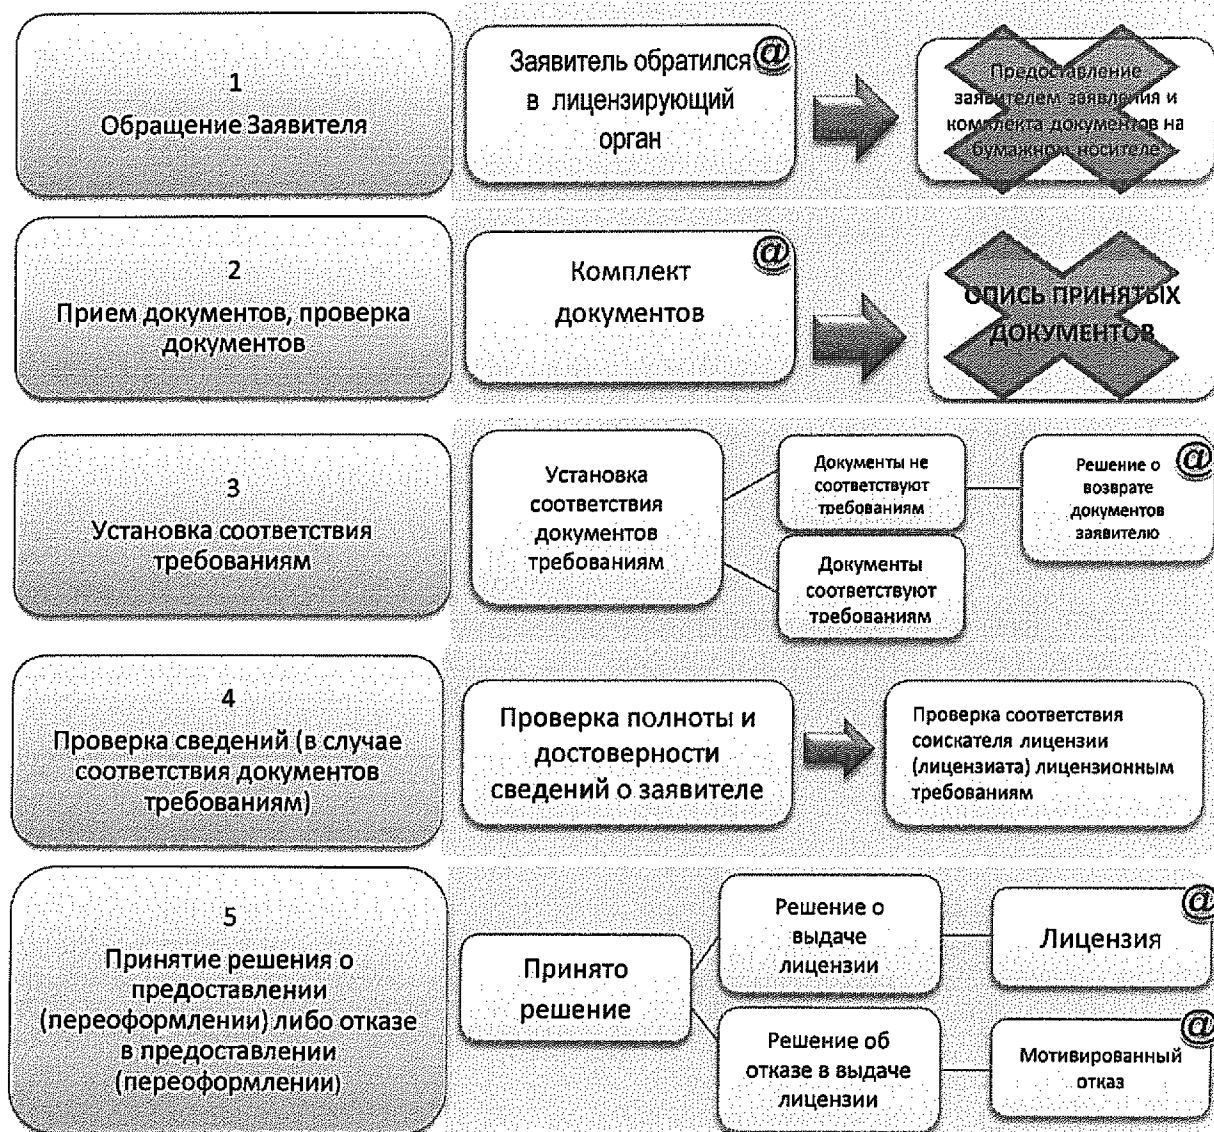 1
Обращение Заявителя
Заявитель обратился @
в лицензирующий
орган
Предоставление
заявителем заявления и
комплекта документов на
бумажном носителе
2
Прием документов, проверка
документов
Комплект @
документов
ОПИСЬ ПРИНЯТЫХ
ДОКУМЕНТОВ
3
Установка соответствия
требованиям
Установка
соответствия
документов
требованиям
Документы не
соответствуют
требованиям
Решение о @
возврате
документов
заявителю
Документы
соответствуют
требованиям
4
Проверка сведений (в случае
соответствия документов
требованиям)
Проверка полноты и
достоверности
сведений о заявителе
Проверка соответствия
соискателя лицензии
(лицензиата) лицензионным
требованиям
5
Принятие решения о
предоставлении
(переоформлении) либо отказе
в предоставлении
(переоформлении)
Принято
решение
Решение о
выдаче
лицензии
@
Лицензия
Решение об
отказе в выдаче
лицензии
@
Мотивированный
отказ